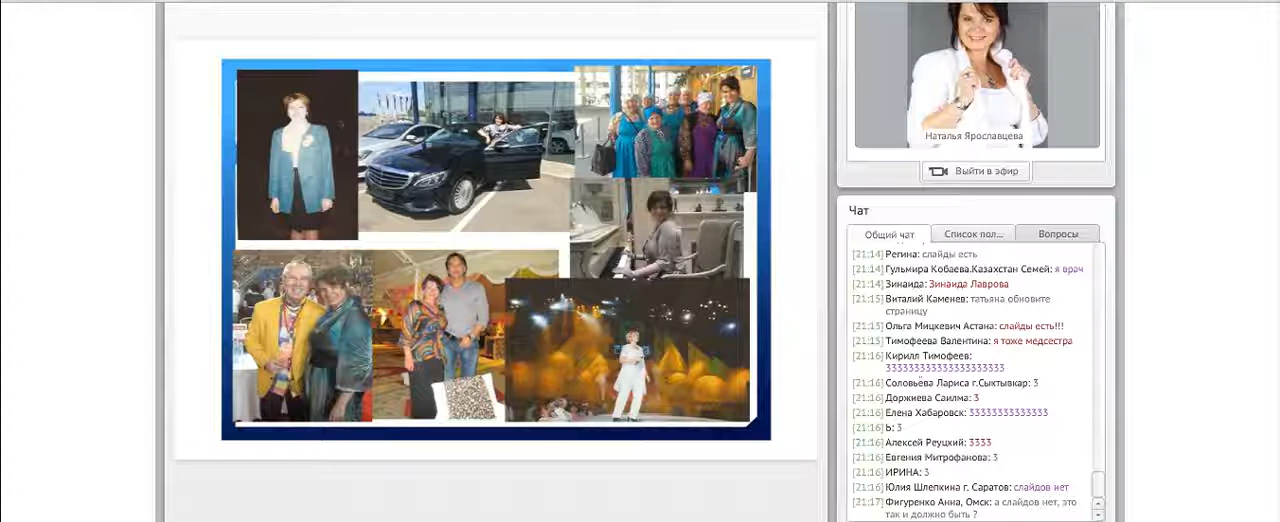 Наталья Ярославцева
Выйти в эфир
Чат
Общий чат
Список пол...
Вопросы
[21:14] Регина: слайды есть
[21:14] Гульмира Кобаева.Казахстан Семей: я врач
[21:14] Зинаида: Зинаида Лаврова
[21:15] Виталий Каменев: татьяна обновите
страницу
[21:15] Ольга Мицкевич Астана: слайды есть!!!
[21:15] Тимофеева Валентина: я тоже медсестра
[21:16] Кирилл Тимофеев:
33333333333333333333
[21:16] Соловьёва Лариса г.Сыктывкар: 3
[21:16] Доржиева Саилма: 3
[21:16] Елена Хабаровск: 33333333333333
[21:16] Ь: 3
[21:16] Алексей Реуцкий: 3333
[21:16] Евгения Митрофанова: 3
[21:16] ИРИНА: 3
[21:16] Юлия Шлепкина г. Саратов: слайдов нет
[21:17] Фигуренко Анна, Омск: а слайдов нет, это
так и должно быть ?